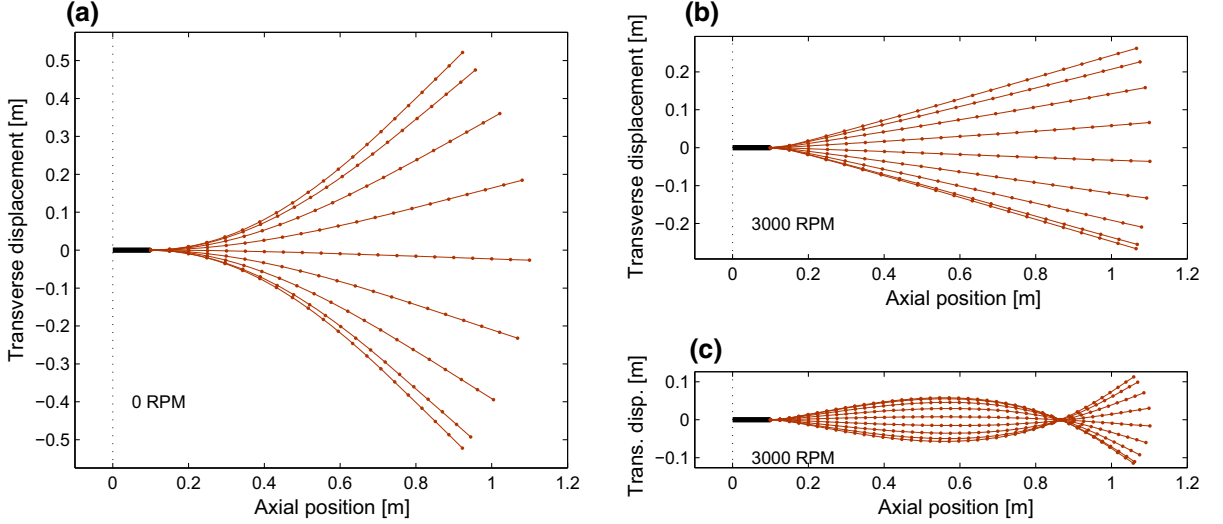 (a)
Transverse displacement [m]
0.5
0.4
0.3
0.2
0.1
0
−0.1
−0.2
−0.3
−0.4
−0.5
0 RPM
0 0.2 0.4 0.6 0.8 1 1.2
Axial position [m]
(b)
Transverse displacement [m]
0.2
0.1
0
−0.1
−0.2
3000 RPM
0 0.2 0.4 0.6 0.8 1 1.2
Axial position [m]
(c)
Trans. disp. [m]
0.1
0
−0.1
3000 RPM
0 0.2 0.4 0.6 0.8 1 1.2
Axial position [m]